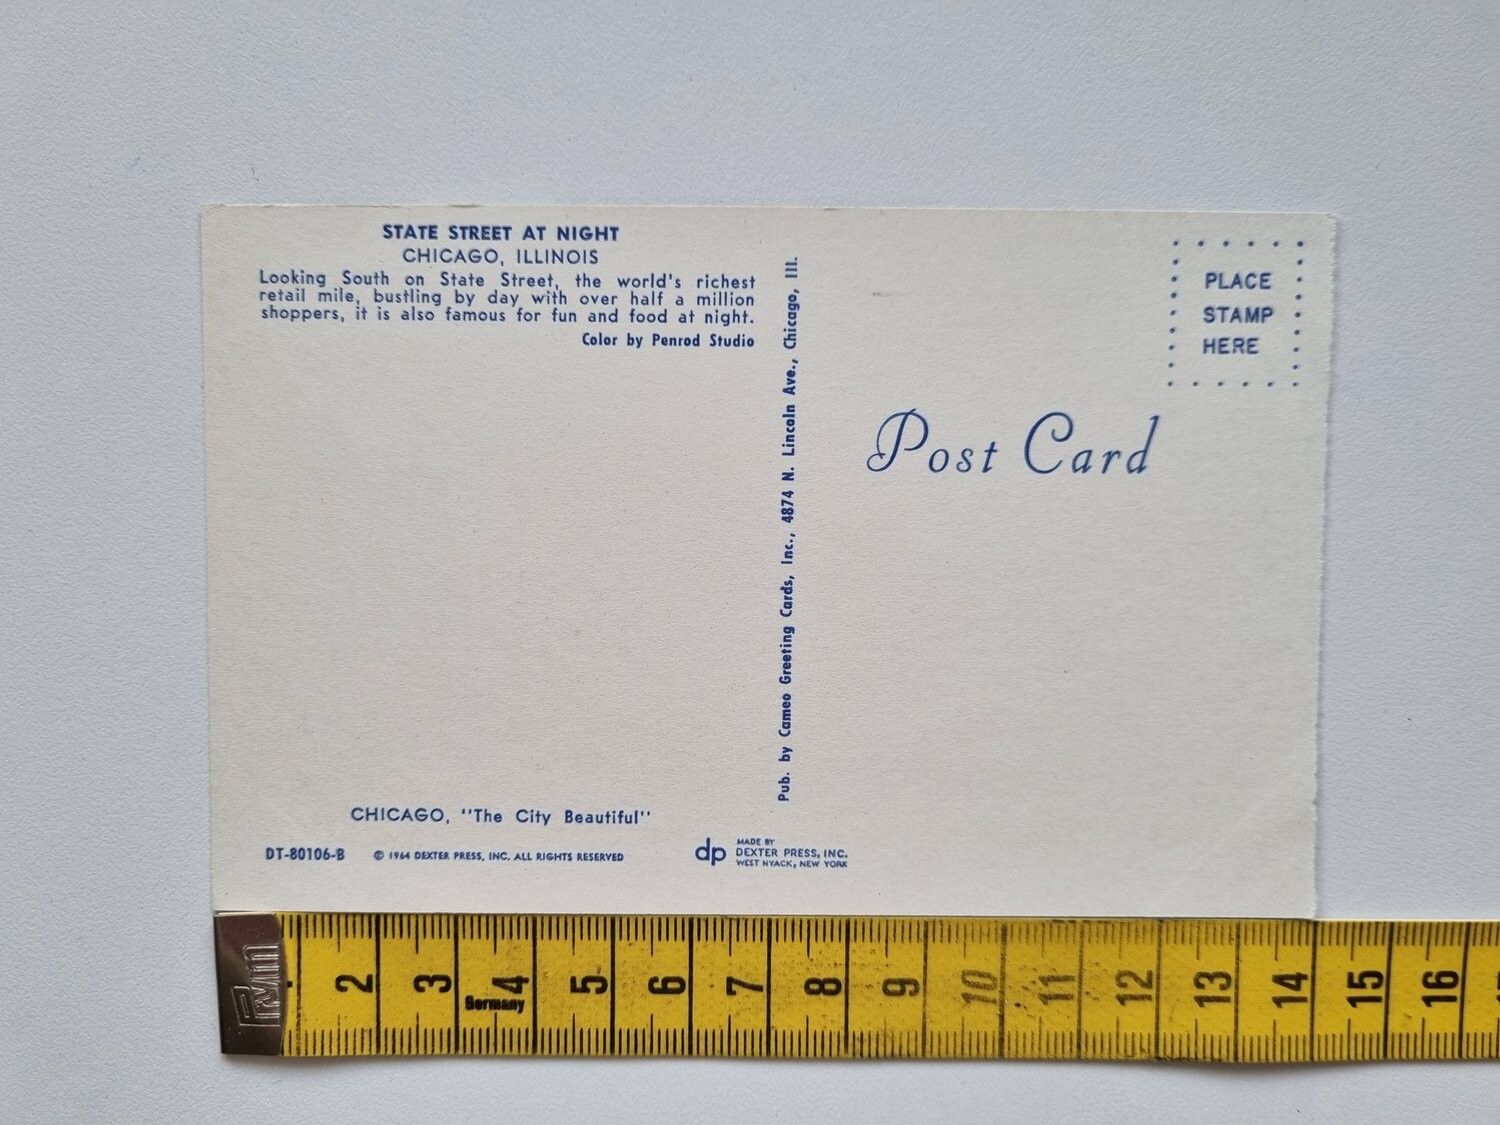 STATE STREET AT NIGHT
CHICAGO, ILLINOIS
Looking South on State Street, the world's richest
retail mile, bustling by day with over half a million
shoppers, it is also famous for fun and food at night.
Color by Penrod Studio
Pub. by Cameo Greeting Cards, Inc., 4874 N. Lincoln Ave., Chicago, Ill.
PLACE
STAMP
HERE
Post Card
CHICAGO, "The City Beautiful"
DT-80106-B © 1964 DEXTER PRESS, INC. ALL RIGHTS RESERVED
dp
MADE BY
DEXTER PRESS, INC.
WEST NYACK, NEW YORK
Prym 2 3 4 5 6 7 8 9 10 11 12 13 14 15 16
Germany